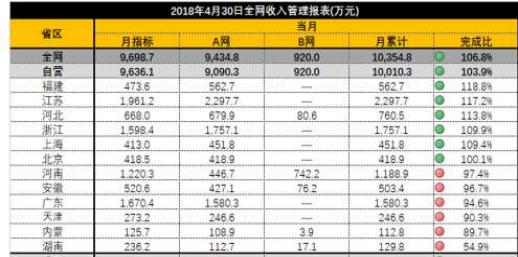 2018年4月30日全网收入管理报表(万元)
省区 当月
月指标 A网 B网 月累计 完成比
全网 9,698.7 9,434.8 920.0 10,354.8 106.8%
自营 9,636.1 9,090.3 920.0 10,010.3 103.9%
福建 473.6 562.7 — 562.7 118.8%
江苏 1,961.2 2,297.7 — 2,297.7 117.2%
河北 668.0 679.9 80.6 760.5 113.8%
浙江 1,598.4 1,757.1 — 1,757.1 109.9%
上海 413.0 451.8 — 451.8 109.4%
北京 418.5 418.9 — 418.9 100.1%
河南 1,220.3 446.7 742.2 1,188.9 97.4%
安徽 520.6 427.1 76.2 503.4 96.7%
广东 1,670.4 1,580.3 — 1,580.3 94.6%
天津 273.2 246.6 — 246.6 90.3%
内蒙 125.7 108.9 3.9 112.8 89.7%
湖南 236.2 112.7 17.1 129.8 54.9%